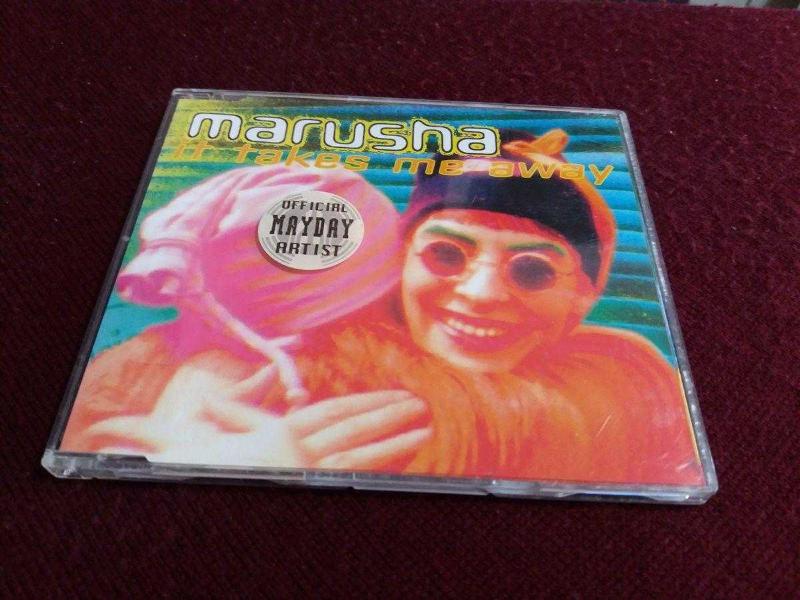 marusha
it takes me away
OFFICIAL
MAYDAY
ARTIST